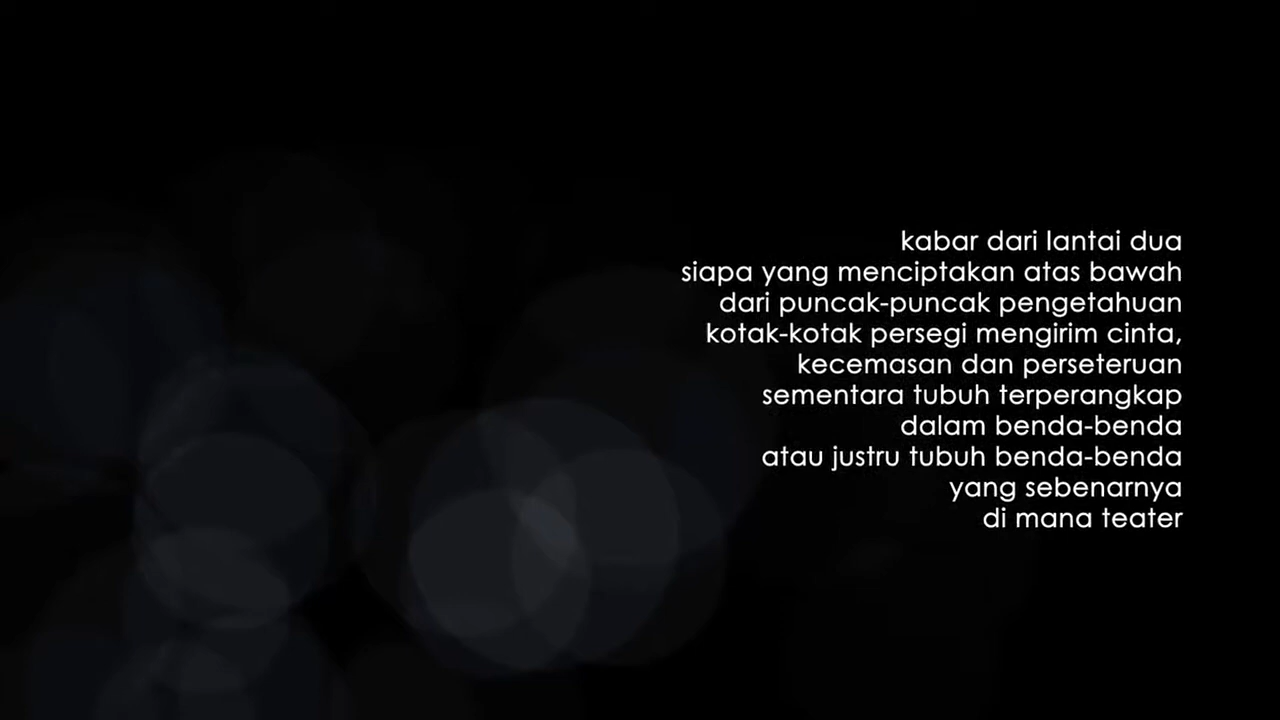 kabar dari lantai dua
siapa yang menciptakan atas bawah
dari puncak-puncak pengetahuan
kotak-kotak persegi mengirim cinta,
kecemasan dan perseteruan
sementara tubuh terperangkap
dalam benda-benda
atau justru tubuh benda-benda
yang sebenarnya
di mana teater